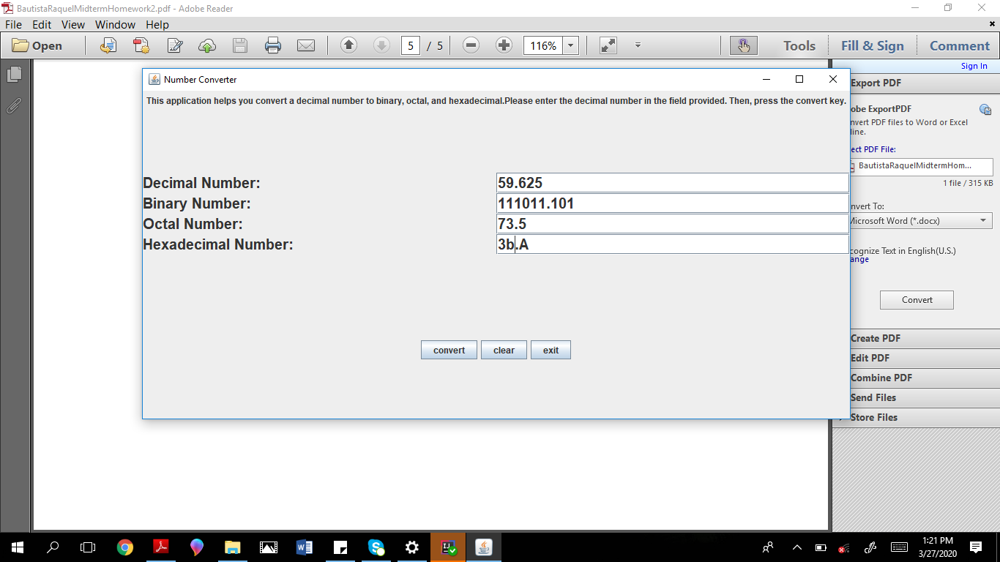 BautistaRaquelMidtermHomework2.pdf - Adobe Reader
File Edit View Window Help
Open 5 / 5 116% Tools Fill & Sign Comment
Sign In
Number Converter
Export PDF
This application helps you convert a decimal number to binary, octal, and hexadecimal.Please enter the decimal number in the field provided. Then, press the convert key.
obe ExportPDF
nvert PDF files to Word or Excel
line.
ect PDF File:
BautistaRaquelMidtermHom...
1 file / 315 KB
Decimal Number: 59.625
Binary Number: 111011.101
Octal Number: 73.5
Hexadecimal Number: 3b.A
nvert To:
Microsoft Word (*.docx)
cognize Text in English(U.S.)
ange
Convert
convert clear exit
Create PDF
Edit PDF
Combine PDF
Send Files
Store Files
1:21 PM
3/27/2020